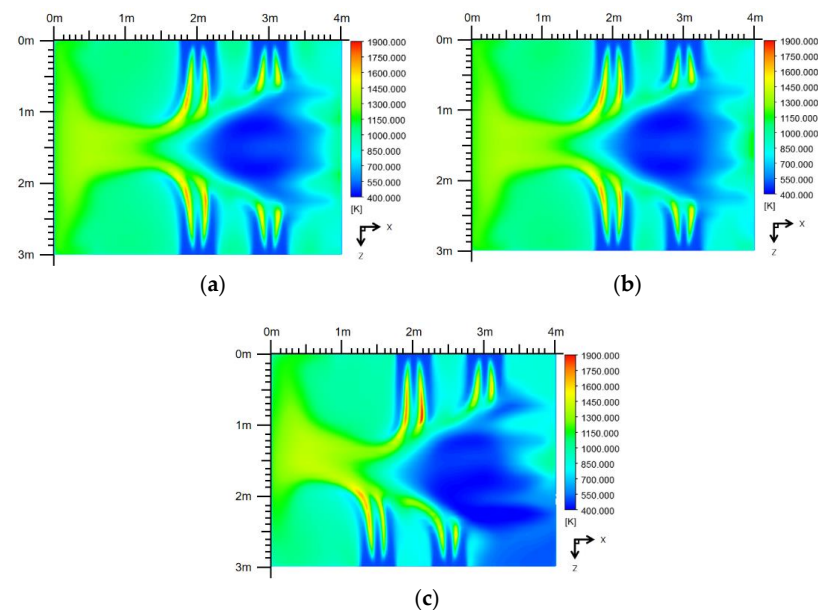 0m 1m 2m 3m 4m
0m
1m
2m
3m
1900.000
1750.000
1600.000
1450.000
1300.000
1150.000
1000.000
850.000
700.000
550.000
400.000
[K]
X
Z
(a)
0m 1m 2m 3m 4m
0m
1m
2m
3m
1900.000
1750.000
1600.000
1450.000
1300.000
1150.000
1000.000
850.000
700.000
550.000
400.000
[K]
X
Z
(b)
0m 1m 2m 3m 4m
0m
1m
2m
3m
1900.000
1750.000
1600.000
1450.000
1300.000
1150.000
1000.000
850.000
700.000
550.000
400.000
[K]
X
Z
(c)